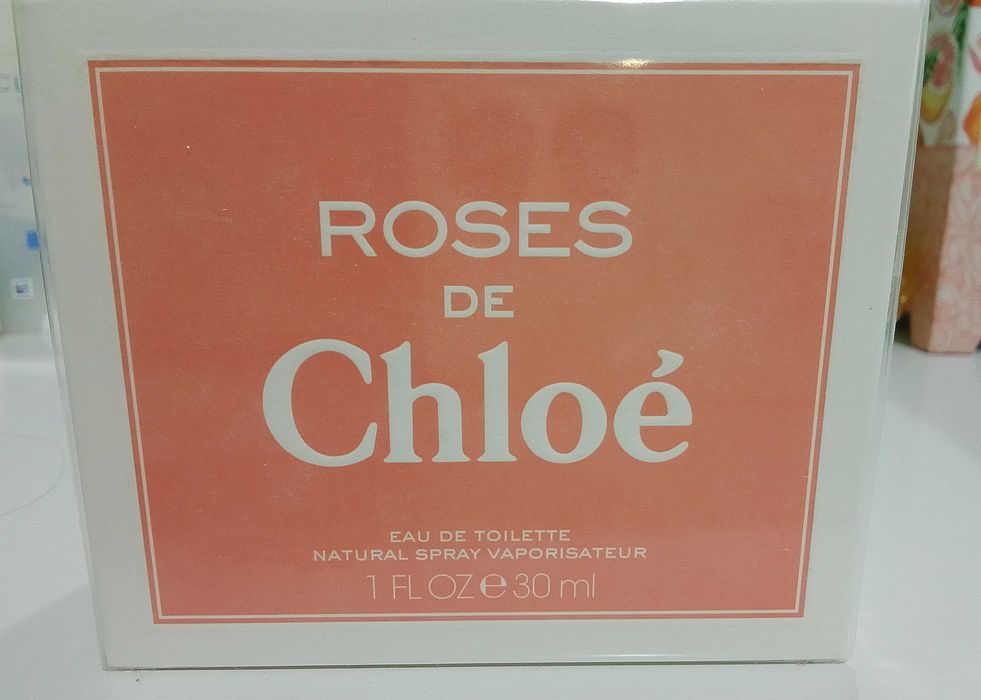 ROSES
DE
Chloé
EAU DE TOILETTE
NATURAL SPRAY VAPORISATEUR
1 FL OZ ℮ 30 ml